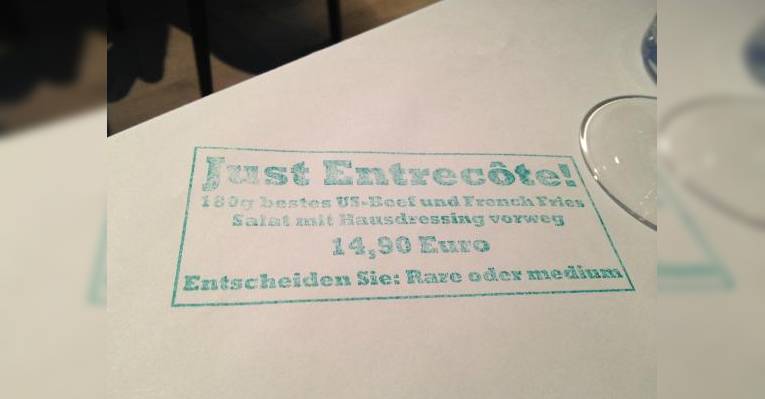 Just Entrecôte!
180g bestes US-Beef und French Fries
Salat mit Hausdressing vorweg
14,90 Euro
Entscheiden Sie: Rare oder medium